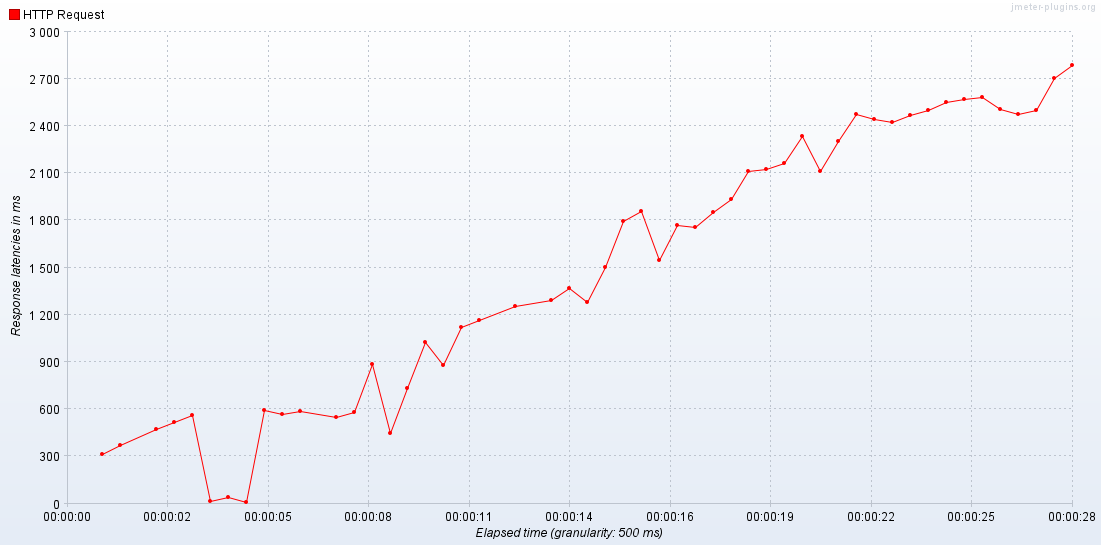 jmeter-plugins.org
HTTP Request
3 000
2 700
2 400
2 100
1 800
1 500
1 200
900
600
300
0
Response latencies in ms
00:00:00 00:00:02 00:00:05 00:00:08 00:00:11 00:00:14 00:00:16 00:00:19 00:00:22 00:00:25 00:00:28
Elapsed time (granularity: 500 ms)